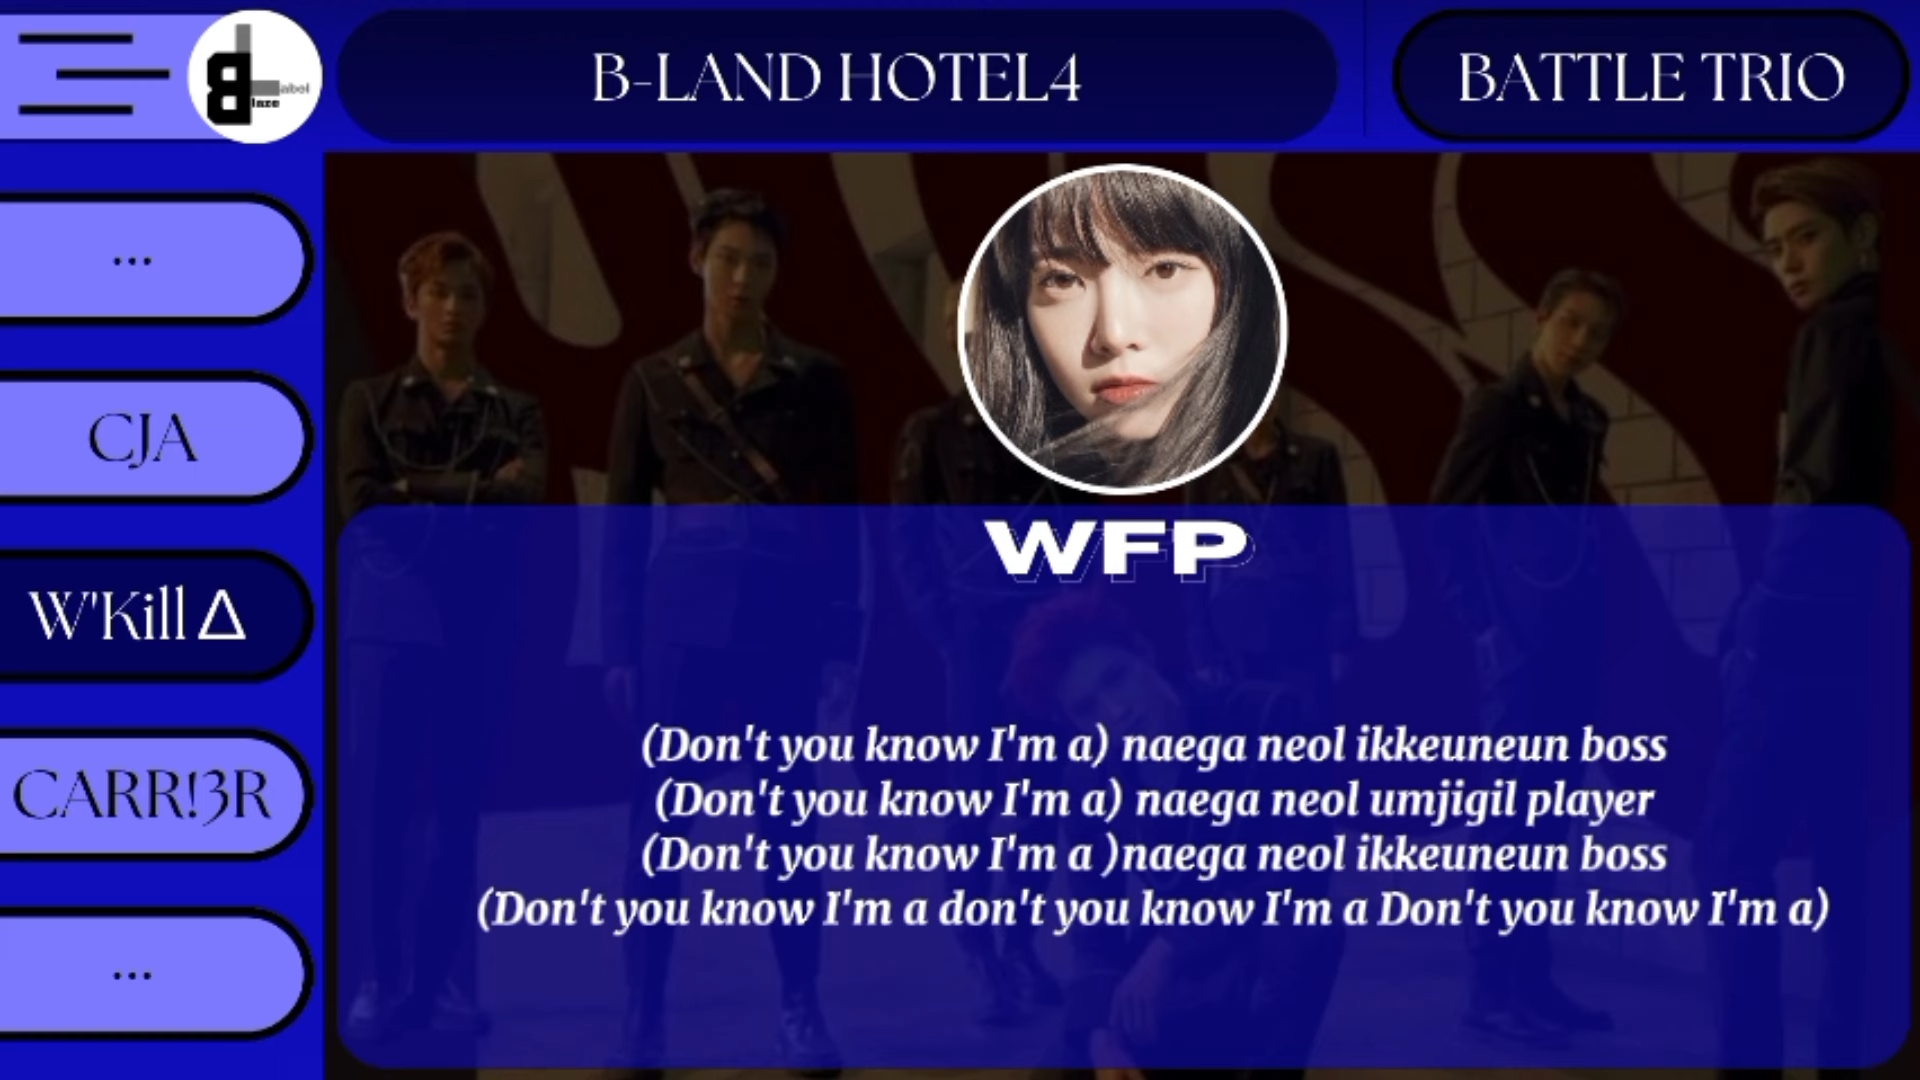 B Label
laze
B-LAND HOTEL4
BATTLE TRIO
...
CJA
W'Kill Δ
CARR!3R
...
WFP
(Don't you know I'm a) naega neol ikkeuneun boss
(Don't you know I'm a) naega neol umjigil player
(Don't you know I'm a )naega neol ikkeuneun boss
(Don't you know I'm a don't you know I'm a Don't you know I'm a)